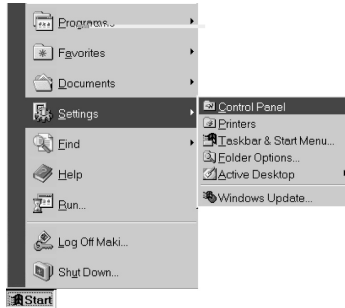 Programs
Favorites
Documents
Settings
Find
Help
Run...
Log Off Maki...
Shut Down...
Start
Control Panel
Printers
Taskbar & Start Menu...
Folder Options...
Active Desktop
Windows Update...